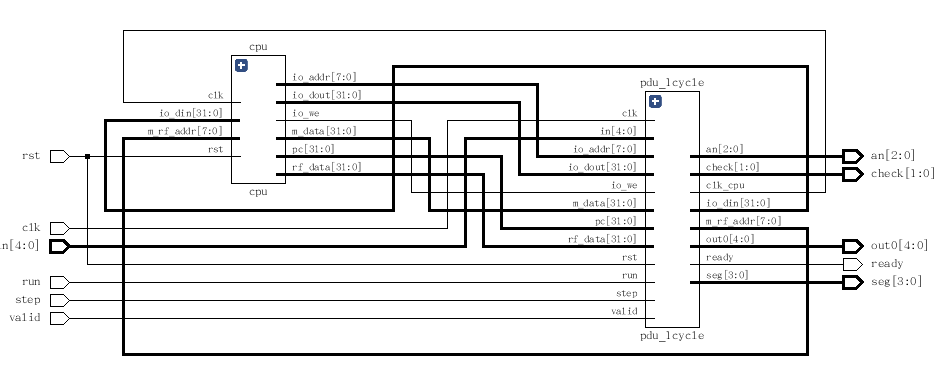 cpu
clk
io_din[31:0]
m_rf_addr[7:0]
rst
io_addr[7:0]
io_dout[31:0]
io_we
m_data[31:0]
pc[31:0]
rf_data[31:0]
cpu
pdu_1cycle
clk
in[4:0]
io_addr[7:0]
io_dout[31:0]
io_we
m_data[31:0]
pc[31:0]
rf_data[31:0]
rst
run
step
valid
an[2:0]
check[1:0]
clk_cpu
io_din[31:0]
m_rf_addr[7:0]
out0[4:0]
ready
seg[3:0]
pdu_1cycle
rst
clk
in[4:0]
run
step
valid
an[2:0]
check[1:0]
out0[4:0]
ready
seg[3:0]